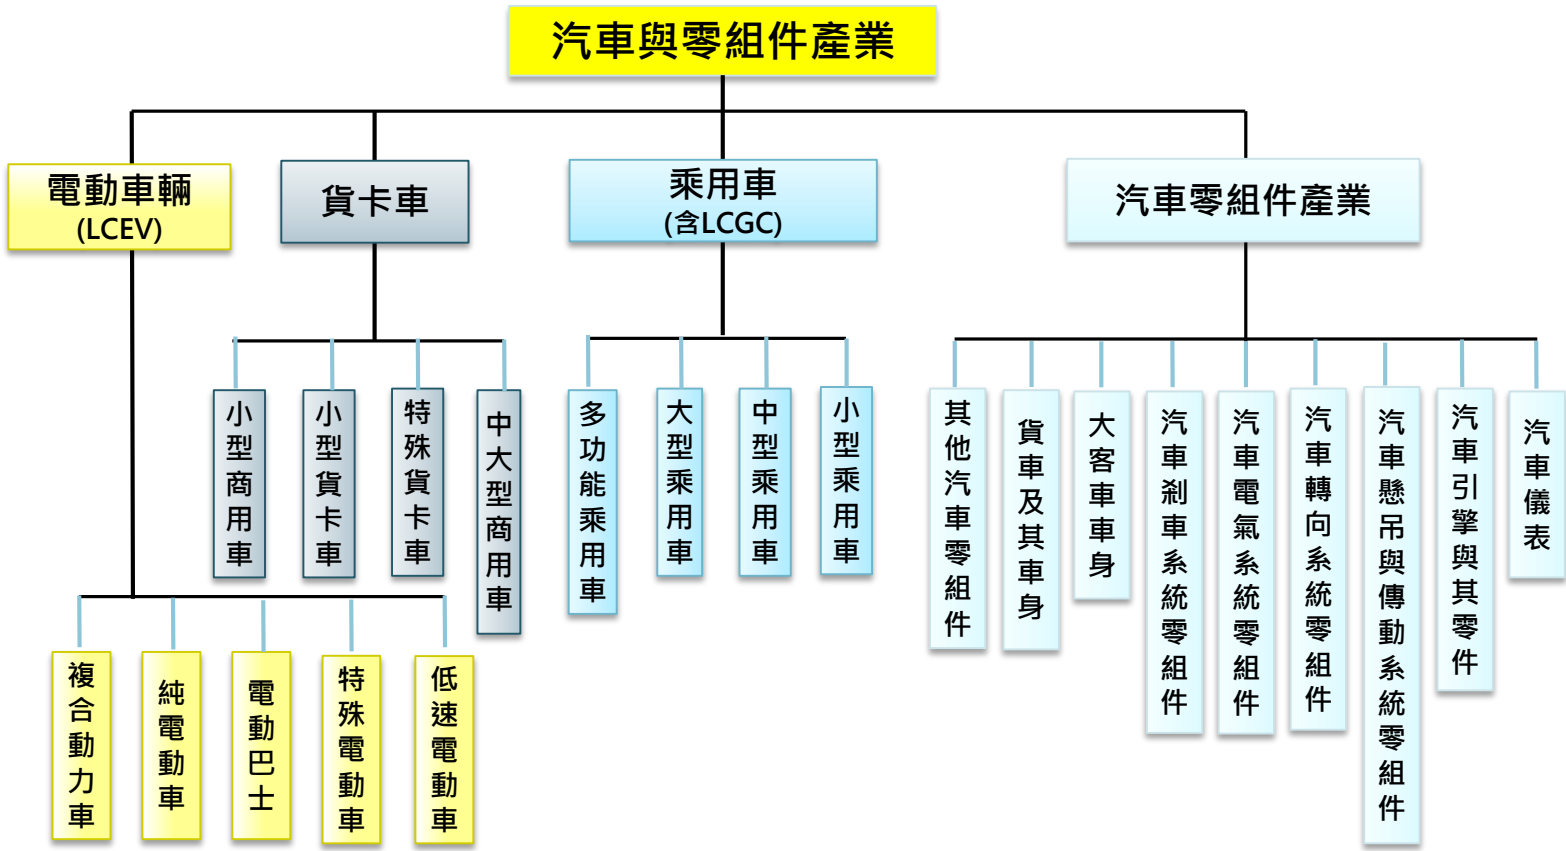 汽車與零組件產業
電動車輛
(LCEV)
貨卡車
乘用車
(含LCGC)
汽車零組件產業
小型商用車
小型貨卡車
特殊貨卡車
中大型商用車
多功能乘用車
大型乘用車
中型乘用車
小型乘用車
其他汽車零組件
貨車及其車身
大客車車身
汽車剎車系統零組件
汽車電氣系統零組件
汽車轉向系統零組件
汽車懸吊與傳動系統零組件
汽車引擎與其零件
汽車儀表
複合動力車
純電動車
電動巴士
特殊電動車
低速電動車